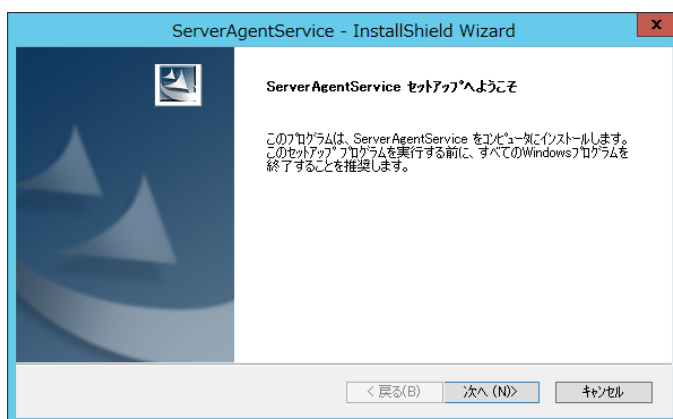 ServerAgentService - InstallShield Wizard
x
ServerAgentService ｾｯﾄｱｯﾌﾟへようこそ
このﾌﾟﾛｸﾞﾗﾑは、ServerAgentService をｺﾝﾋﾟｭｰﾀにｲﾝｽﾄｰﾙします。
このｾｯﾄｱｯﾌﾟ ﾌﾟﾛｸﾞﾗﾑを実行する前に、すべてのWindowsﾌﾟﾛｸﾞﾗﾑを
終了することを推奨します。
< 戻る(B)
次へ (N)>
ｷｬﾝｾﾙ